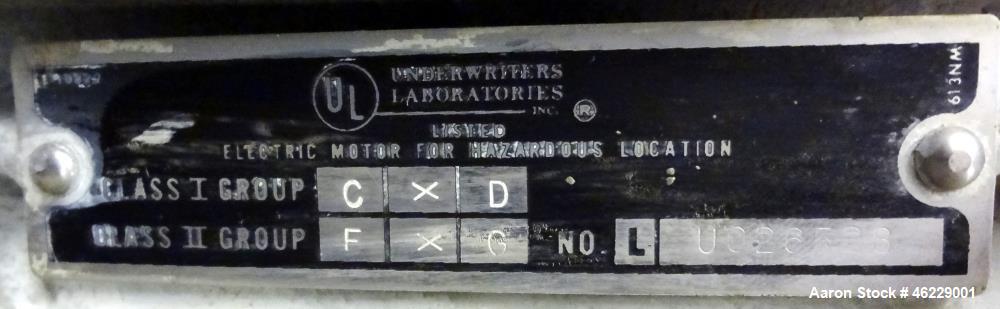 UL UNDERWRITERS
LABORATORIES
INC. ®
613NM
LISTED
ELECTRIC MOTOR FOR HAZARDOUS LOCATION
CLASS I GROUP C X D
CLASS II GROUP F X G NO. L
Aaron Stock # 46229001